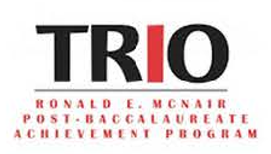 TRIO
RONALD E. MCNAIR
POST-BACCALAUREATE
ACHIEVEMENT PROGRAM